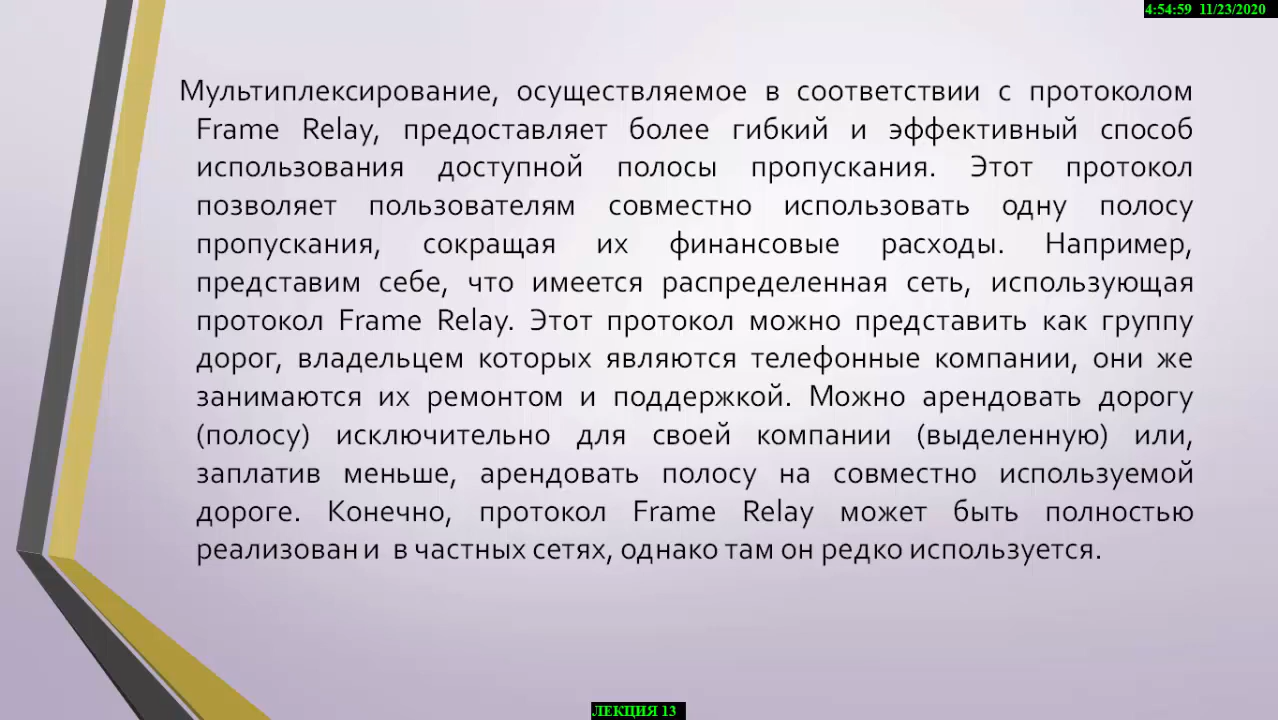 4:54:59 11/23/2020
Мультиплексирование, осуществляемое в соответствии с протоколом
Frame Relay, предоставляет более гибкий и эффективный способ
использования доступной полосы пропускания. Этот протокол
позволяет пользователям совместно использовать одну полосу
пропускания, сокращая их финансовые расходы. Например,
представим себе, что имеется распределенная сеть, использующая
протокол Frame Relay. Этот протокол можно представить как группу
дорог, владельцем которых являются телефонные компании, они же
занимаются их ремонтом и поддержкой. Можно арендовать дорогу
(полосу) исключительно для своей компании (выделенную) или,
заплатив меньше, арендовать полосу на совместно используемой
дороге. Конечно, протокол Frame Relay может быть полностью
реализован и в частных сетях, однако там он редко используется.
ЛЕКЦИЯ 13